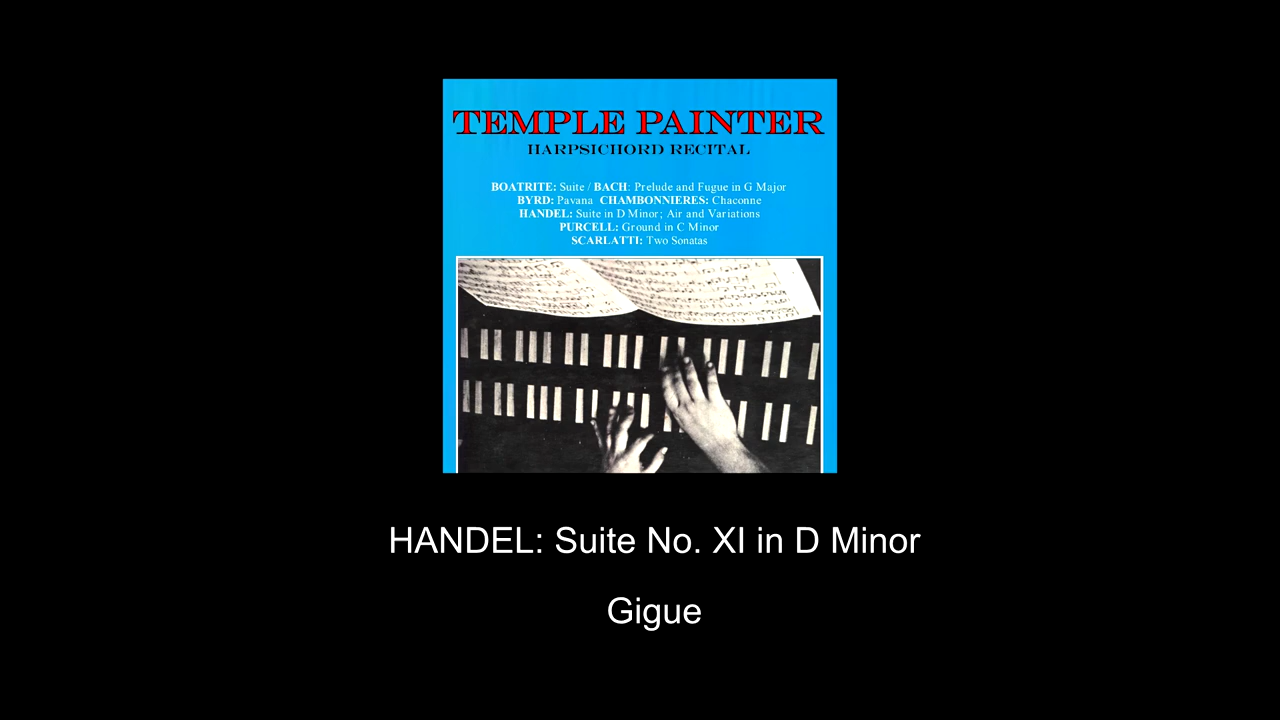 TEMPLE PAINTER
HARPSICHORD RECITAL
BOATRITE: Suite / BACH: Prelude and Fugue in G Major
BYRD: Pavana CHAMBONNIERES: Chaconne
HANDEL: Suite in D Minor; Air and Variations
PURCELL: Ground in C Minor
SCARLATTI: Two Sonatas
HANDEL: Suite No. XI in D Minor
Gigue